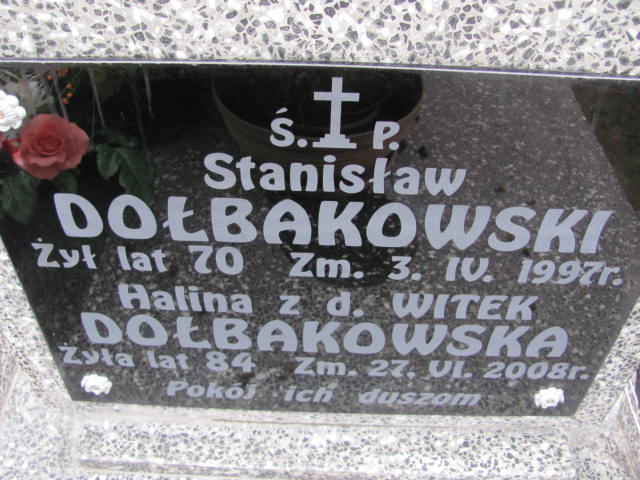 Ś. P.
Stanisław
DOŁBAKOWSKI
Żył lat 70 Zm. 3. IV. 1997r.
Halina z d. WITEK
DOŁBAKOWSKA
Żyła lat 84 Zm. 27. VI. 2008r.
Pokój ich duszom